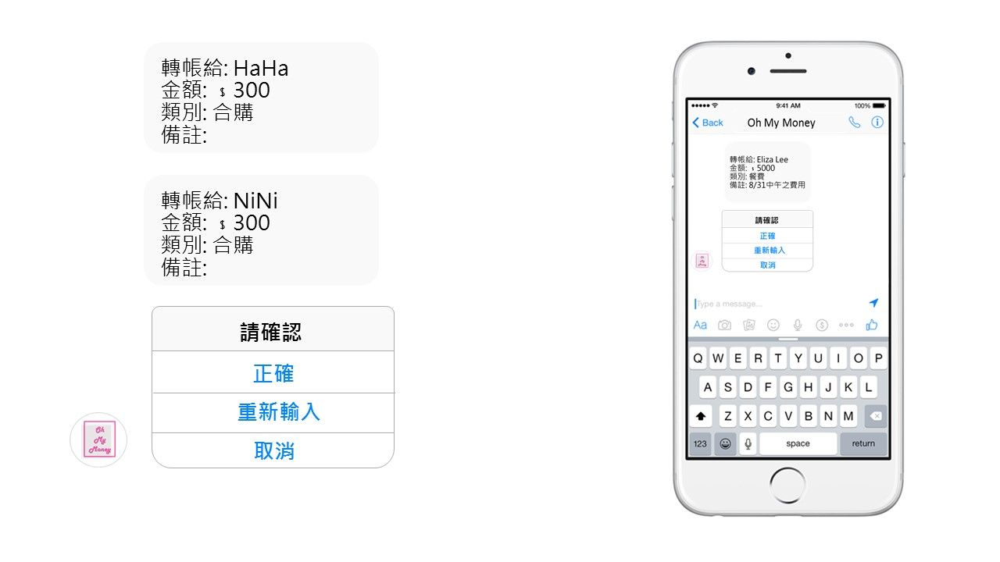 轉帳給: HaHa
金額: $ 300
類別: 合購
備註:
轉帳給: NiNi
金額: $ 300
類別: 合購
備註:
請確認
正確
重新輸入
取消
Oh
My
Money
9:41 AM
100%
Back
Oh My Money
轉帳給: Eliza Lee
金額: $ 5000
類別: 餐費
備註: 8/31中午之費用
請確認
正確
重新輸入
取消
Oh
My
Money
Type a message...
Aa
Q W E R T Y U I O P
A S D F G H J K L
Z X C V B N M
123 space return